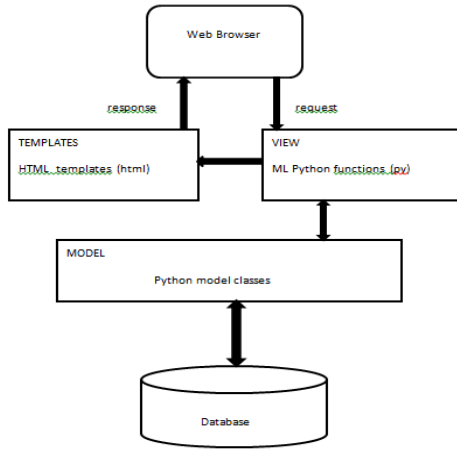 Web Browser
response
request
TEMPLATES
HTML templates (html)
VIEW
ML Python functions (py)
MODEL
Python model classes
Database